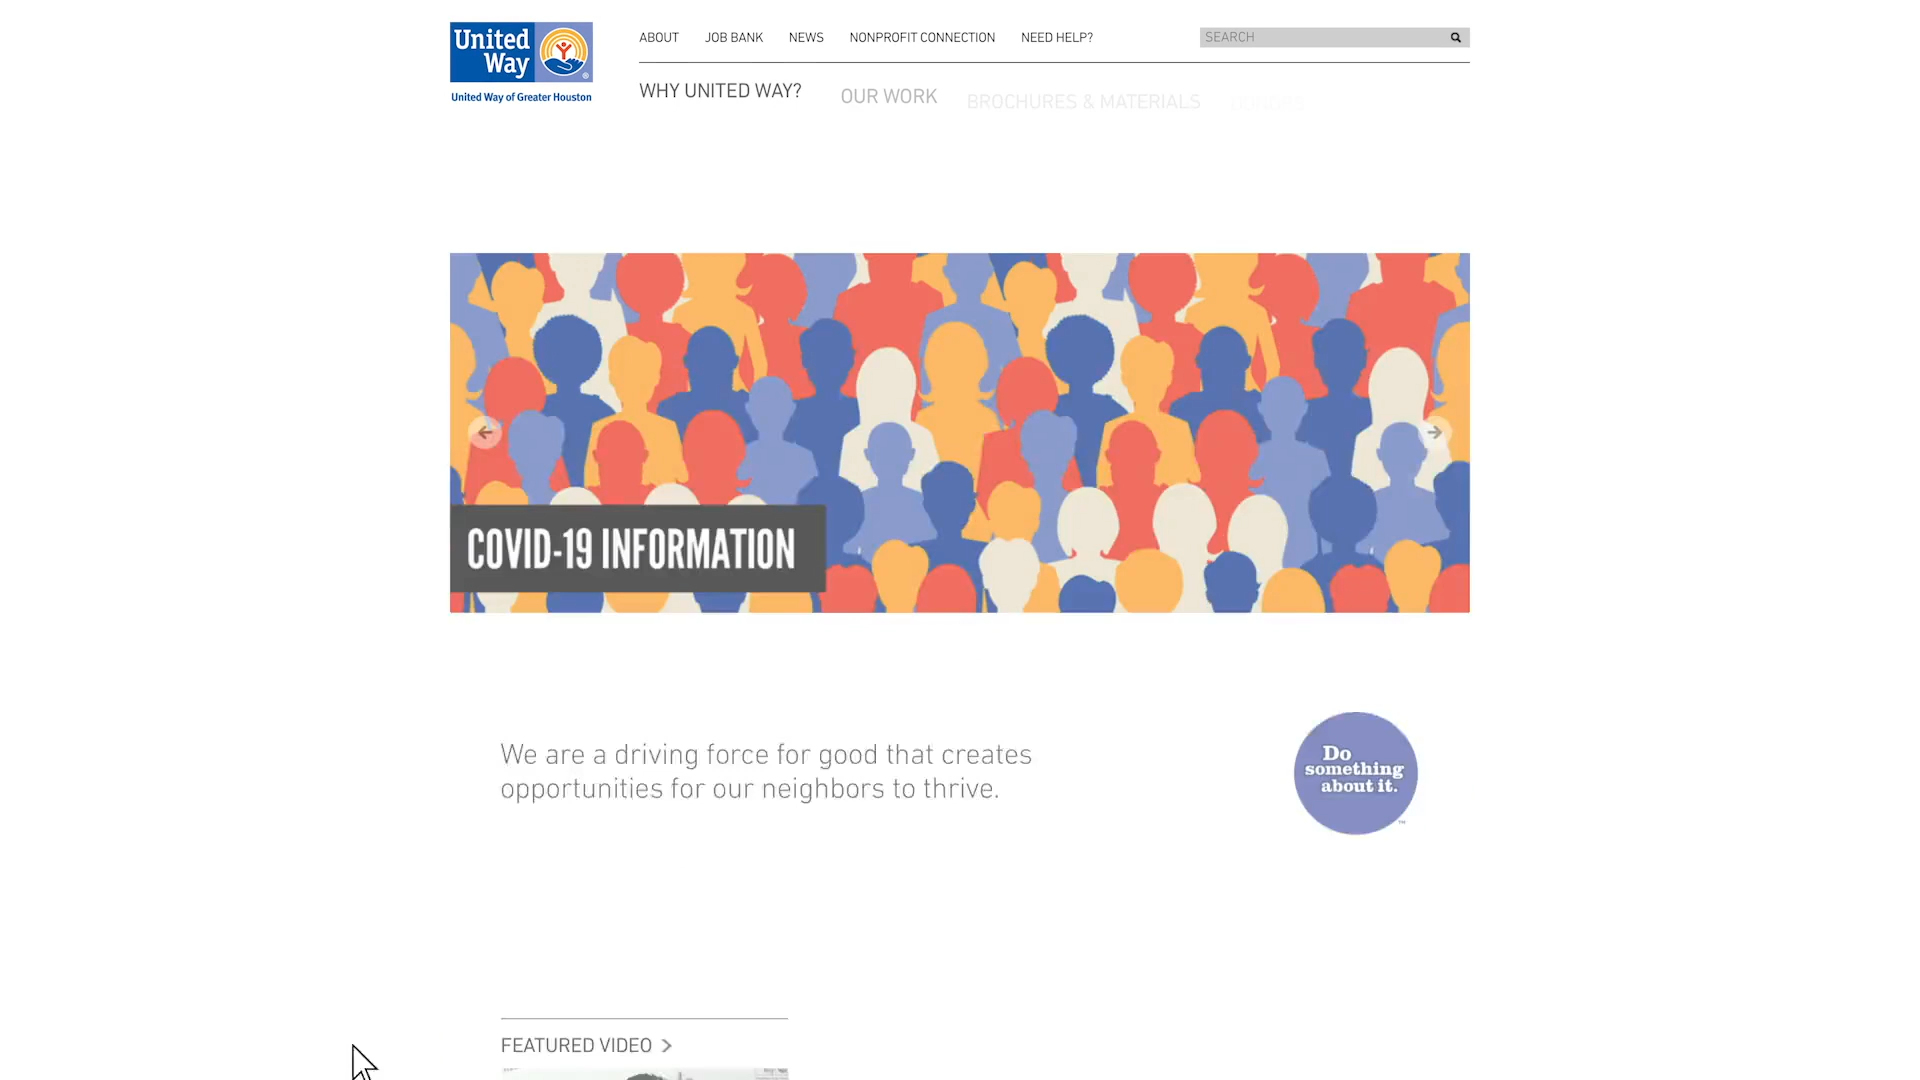 United
Way
®
United Way of Greater Houston
ABOUT JOB BANK NEWS NONPROFIT CONNECTION NEED HELP?
SEARCH
WHY UNITED WAY? OUR WORK BROCHURES & MATERIALS
COVID-19 INFORMATION
We are a driving force for good that creates
opportunities for our neighbors to thrive.
Do
something
about it.
™
FEATURED VIDEO